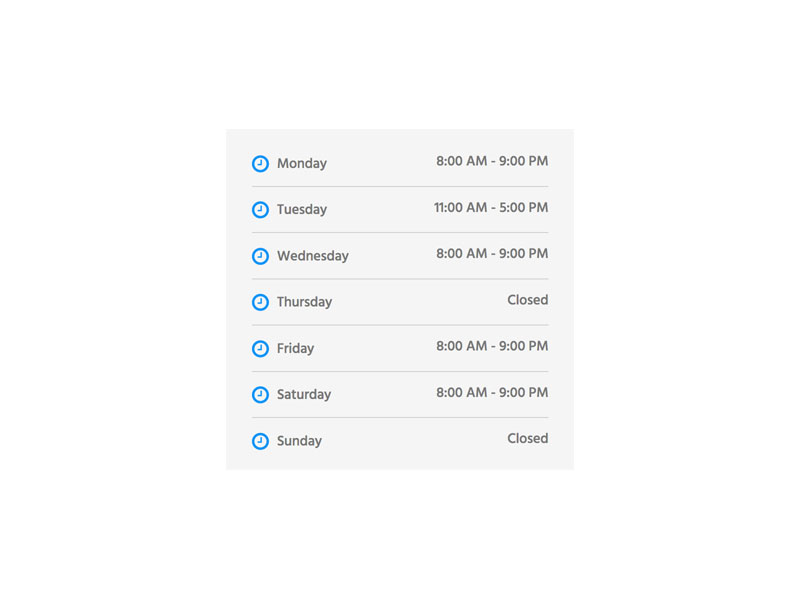 Monday 8:00 AM - 9:00 PM
Tuesday 11:00 AM - 5:00 PM
Wednesday 8:00 AM - 9:00 PM
Thursday Closed
Friday 8:00 AM - 9:00 PM
Saturday 8:00 AM - 9:00 PM
Sunday Closed